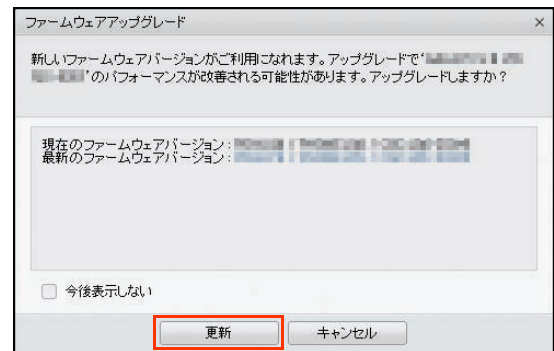 ファームウェアアップグレード
新しいファームウェアバージョンがご利用になれます。アップグレードで'
'のパフォーマンスが改善される可能性があります。アップグレードしますか？
現在のファームウェアバージョン：
最新のファームウェアバージョン：
今後表示しない
更新
キャンセル